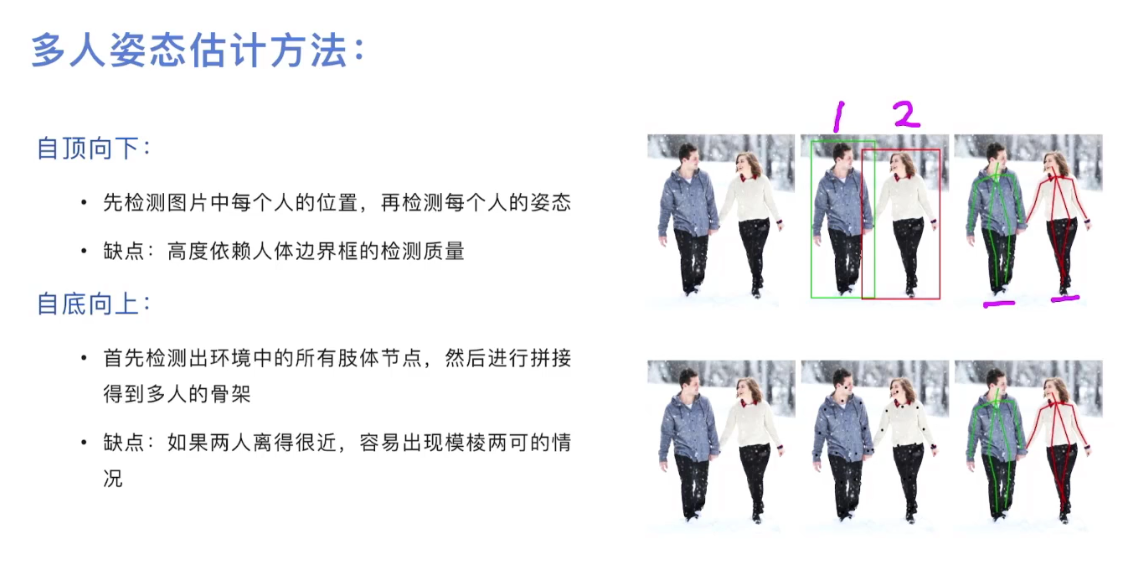 多人姿态估计方法：
自顶向下：
• 先检测图片中每个人的位置，再检测每个人的姿态
• 缺点：高度依赖人体边界框的检测质量
自底向上：
• 首先检测出环境中的所有肢体节点，然后进行拼接
得到多人的骨架
• 缺点：如果两人离得很近，容易出现模棱两可的情
况
1 2